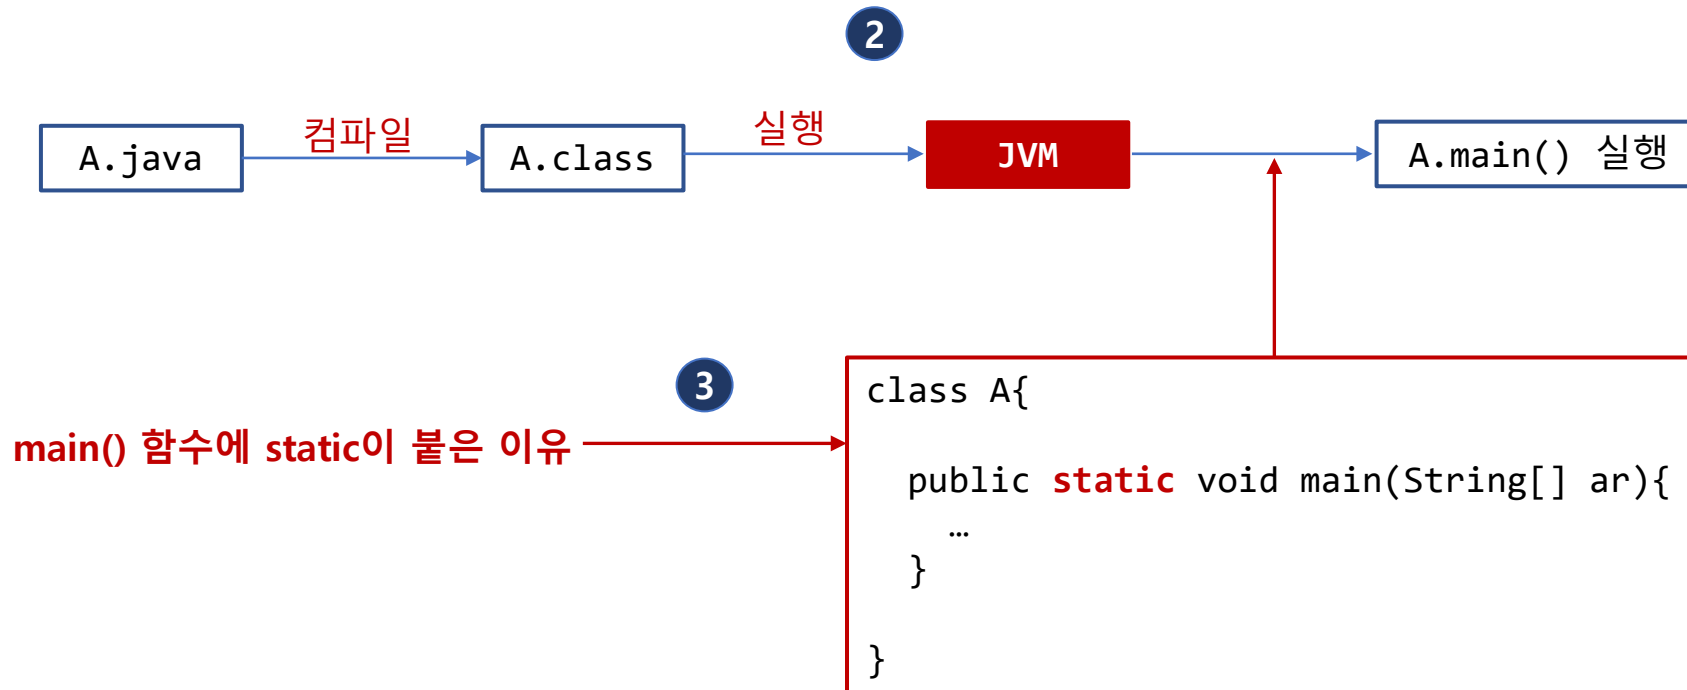 2
컴파일
실행
A.java
A.class
JVM
A.main() 실행
3
main() 함수에 static이 붙은 이유
class A{
public static void main(String[] ar){
…
}
}